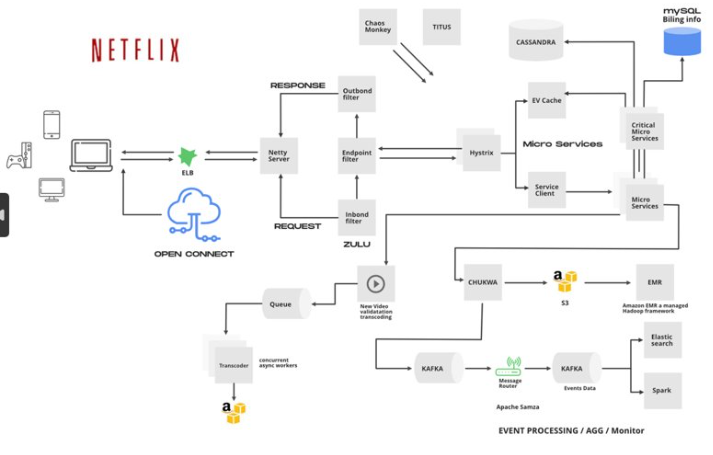 NETFLIX
Chaos
Monkey
TITUS
CASSANDRA
mySQL
Biling info
RESPONSE
Outbond
filter
EV Cache
Critical
Micro
Services
Netty
Server
Endpoint
filter
Hystrix
Micro Services
ELB
Service
Client
Micro
Services
Inbond
filter
REQUEST
ZULU
OPEN CONNECT
CHUKWA
a
S3
EMR
Amazon EMR a managed
Hadoop framework
Queue
New Video
validatation
transcoding
Transcoder
concurrent
async workers
a
KAFKA
Message
Router
KAFKA
Events Data
Elastic
search
Spark
Apache Samza
EVENT PROCESSING / AGG / Monitor